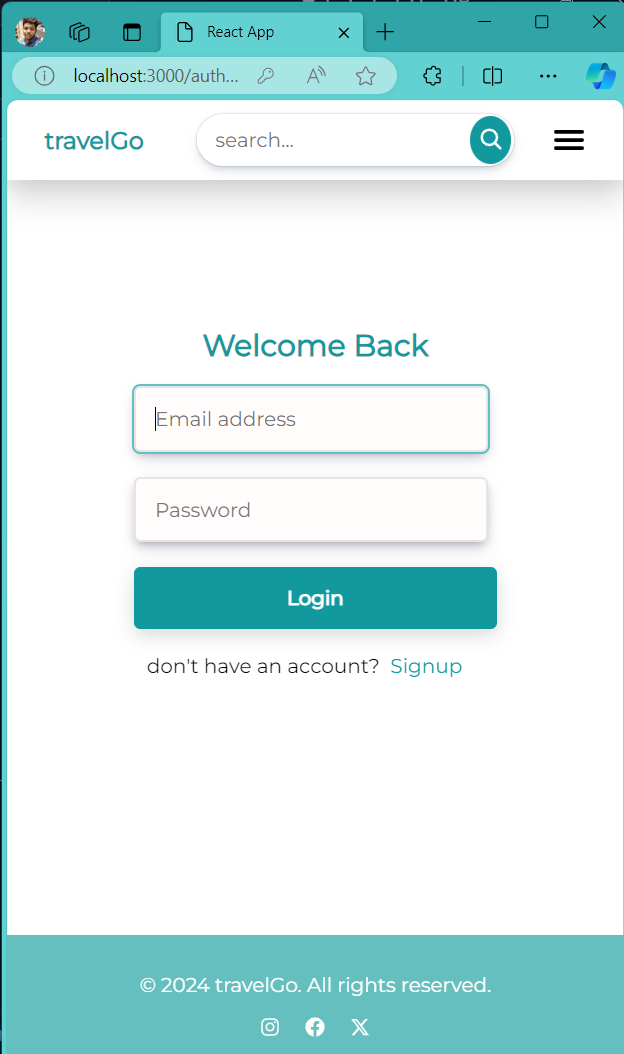 React App
localhost:3000/auth...
travelGo
search...
Welcome Back
Email address
Password
Login
don't have an account? Signup
© 2024 travelGo. All rights reserved.